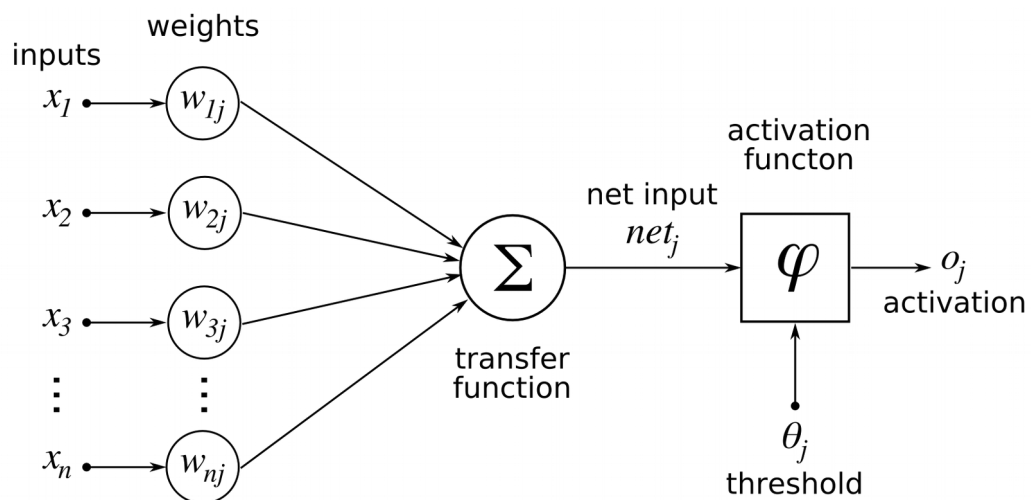 weights
inputs
x1
w1j
x2
w2j
x3
w3j
⋮ ⋮
xn
wnj
Σ
transfer
function
net input
netj
activation
functon
φ
oj
activation
θj
threshold